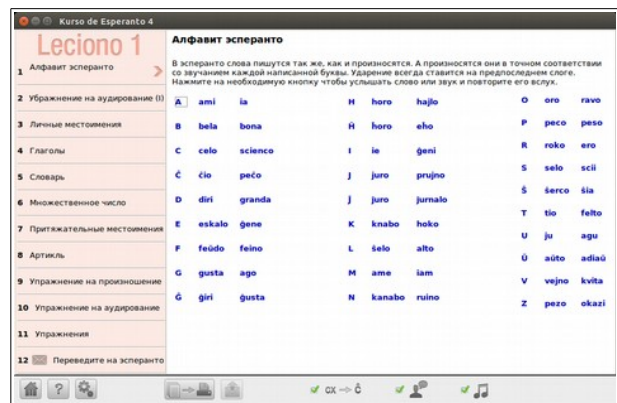 Kurso de Esperanto 4
Leciono 1
1 Алфавит эсперанто
2 Убражнение на аудирование (I)
3 Личные местоимения
4 Глаголы
5 Словарь
6 Множественное число
7 Притяжательные местоимения
8 Артикль
9 Упражнение на произношение
10 Упражнение на аудирование
11 Упражнения
12 Переведите на эсперанто
Алфавит эсперанто
В эсперанто слова пишутся так же, как и произносятся. А произносятся они в точном соответствии
со звучанием каждой написанной буквы. Ударение всегда ставится на предпоследнем слоге.
Нажмите на необходимую кнопку чтобы услышать слово или звук и повторите его вслух.
A ami ia
B bela bona
C celo scienco
Ĉ ĉio peĉo
D diri granda
E eskalo ĝene
F feŭdo feino
G gusta ago
Ĝ ĝiri ĝusta
H horo hajlo
Ĥ ĥoro eĥo
I ie ĝeni
J juro prujno
Ĵ ĵuro ĵurnalo
K knabo hoko
L ŝelo alto
M ame iam
N kanabo ruino
O oro ravo
P peco peso
R roko ero
S selo scii
Ŝ ŝerco ŝia
T tio felto
U ju agu
Ŭ aŭto adiaŭ
V vejno kvita
Z pezo okazi
?
cx → ĉ